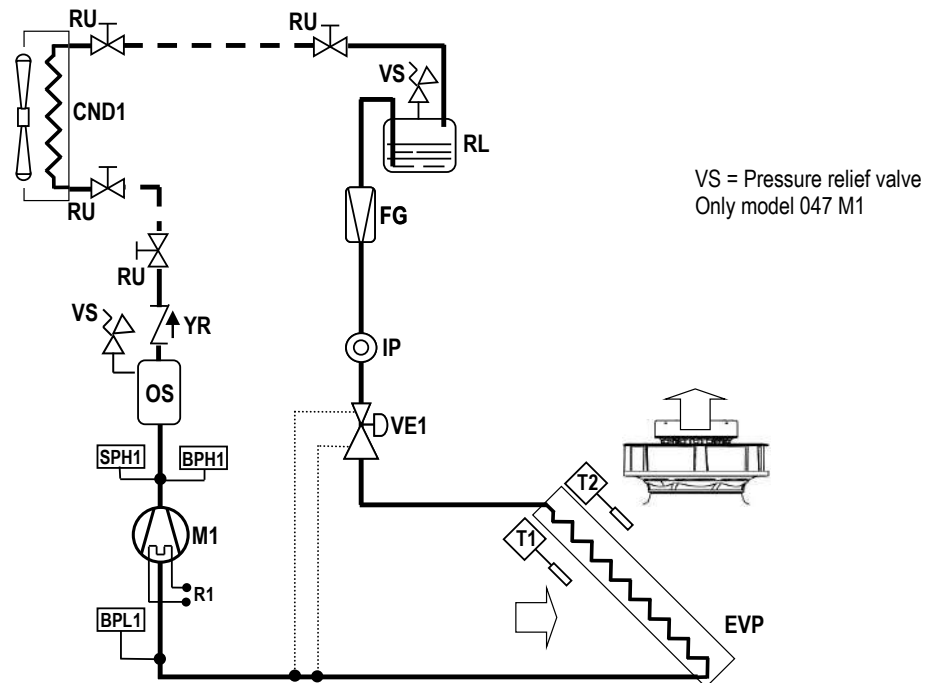 RU
RU
VS
CND1
RL
VS = Pressure relief valve
Only model 047 M1
RU
FG
RU
VS
YR
IP
OS
VE1
SPH1
BPH1
T2
M1
T1
R1
BPL1
EVP